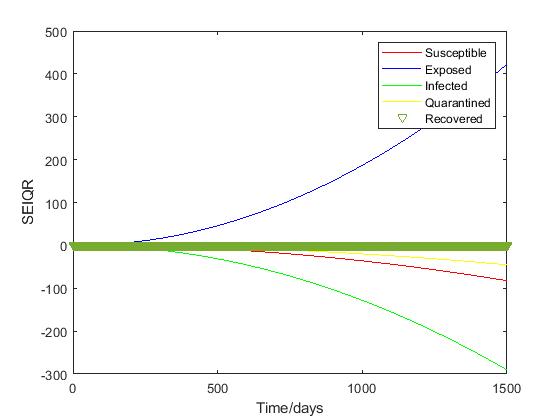 500
400
300
200
100
0
-100
-200
-300
SEIQR
Susceptible
Exposed
Infected
Quarantined
Recovered
0
500
1000
1500
Time/days